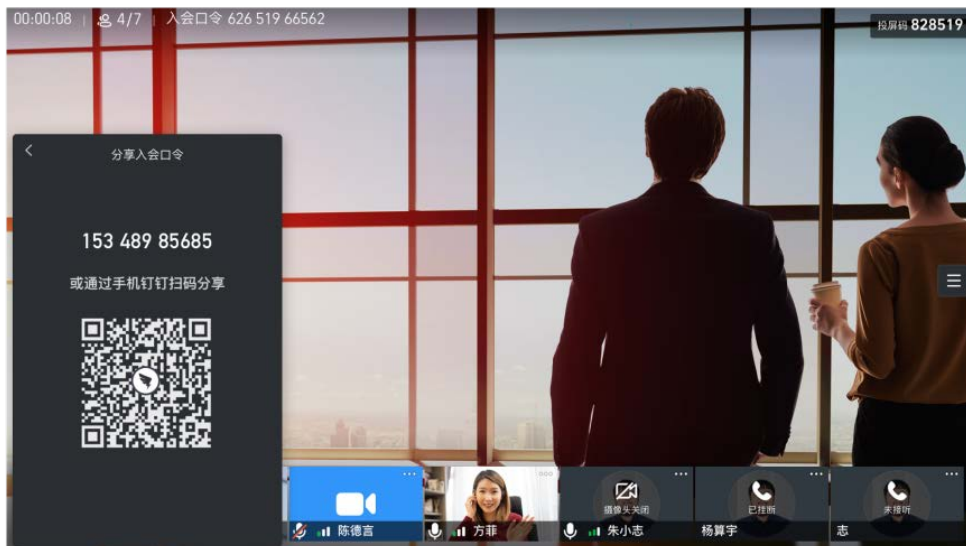 00:00:08 | 4/7 | 入会口令 626 519 66562
投屏码 828519
分享入会口令
153 489 85685
或通过手机钉钉扫码分享
摄像头关闭
已挂断
未接听
陈德言
方菲
朱小志
杨算宇
志